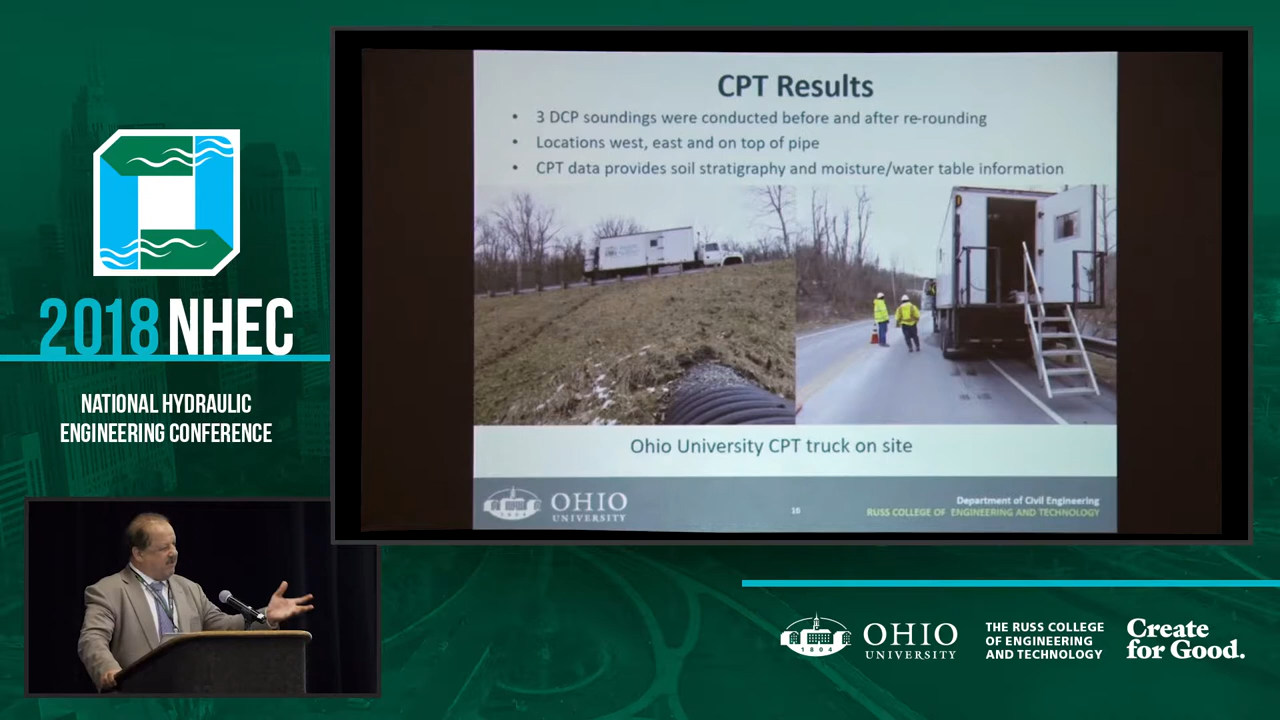 2018 NHEC
NATIONAL HYDRAULIC
ENGINEERING CONFERENCE
CPT Results
• 3 DCP soundings were conducted before and after re-rounding
• Locations west, east and on top of pipe
• CPT data provides soil stratigraphy and moisture/water table information
Ohio University CPT truck on site
1804
OHIO
UNIVERSITY
16
Department of Civil Engineering
RUSS COLLEGE OF ENGINEERING AND TECHNOLOGY
1804
OHIO
UNIVERSITY
THE RUSS COLLEGE
OF ENGINEERING
AND TECHNOLOGY
Create
for Good.